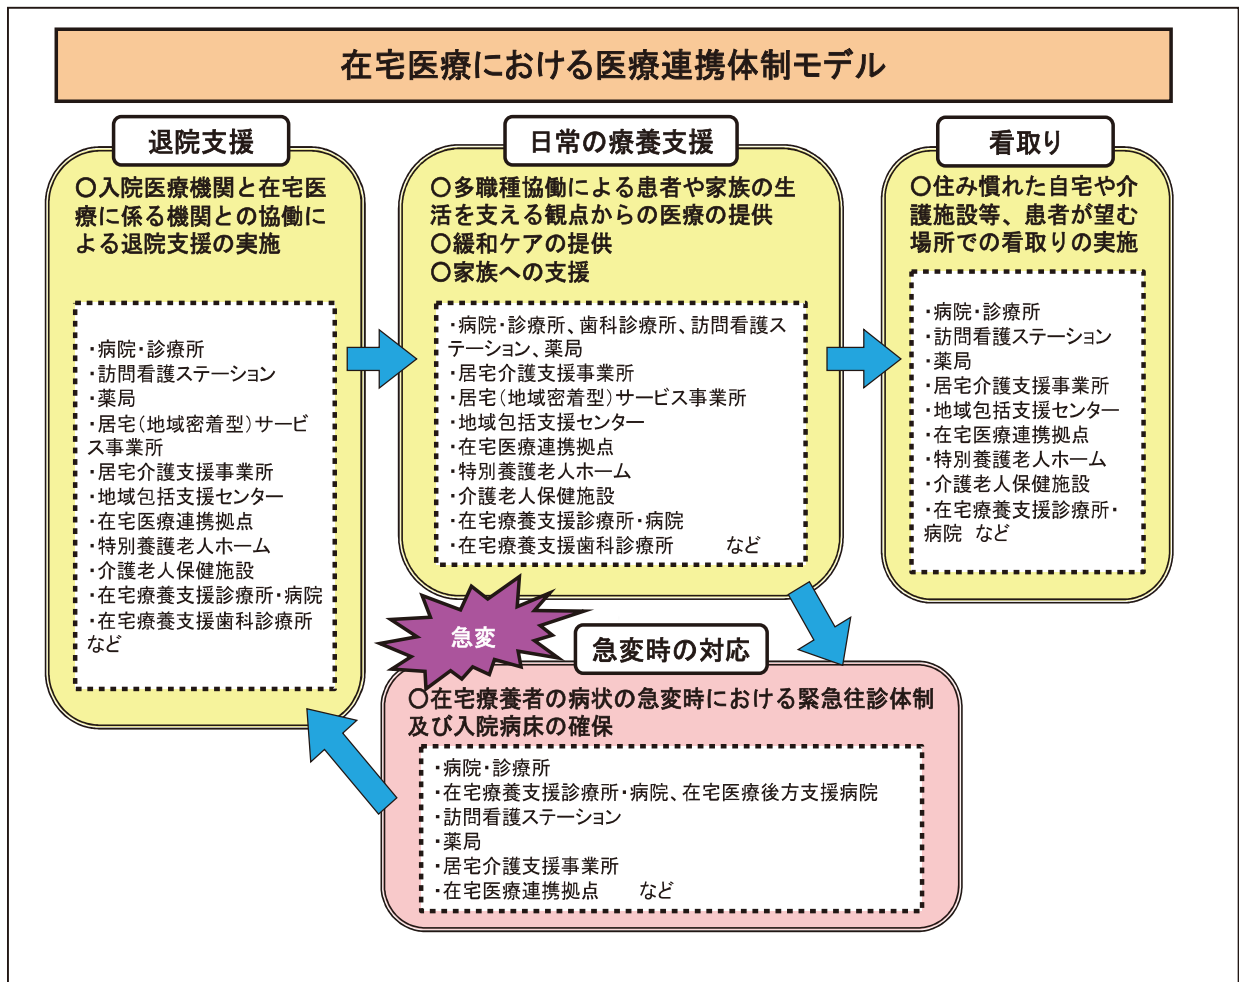 在宅医療における医療連携体制モデル
退院支援
○入院医療機関と在宅医
療に係る機関との協働に
よる退院支援の実施
・病院・診療所
・訪問看護ステーション
・薬局
・居宅（地域密着型）サービ
ス事業所
・居宅介護支援事業所
・地域包括支援センター
・在宅医療連携拠点
・特別養護老人ホーム
・介護老人保健施設
・在宅療養支援診療所・病院
・在宅療養支援歯科診療所
など
日常の療養支援
○多職種協働による患者や家族の生
活を支える観点からの医療の提供
○緩和ケアの提供
○家族への支援
・病院・診療所、歯科診療所、訪問看護ス
テーション、薬局
・居宅介護支援事業所
・居宅（地域密着型）サービス事業所
・地域包括支援センター
・在宅医療連携拠点
・特別養護老人ホーム
・介護老人保健施設
・在宅療養支援診療所・病院
・在宅療養支援歯科診療所　　など
看取り
○住み慣れた自宅や介
護施設等、患者が望む
場所での看取りの実施
・病院・診療所
・訪問看護ステーション
・薬局
・居宅介護支援事業所
・地域包括支援センター
・在宅医療連携拠点
・特別養護老人ホーム
・介護老人保健施設
・在宅療養支援診療所・
病院　など
急変
急変時の対応
○在宅療養者の病状の急変時における緊急往診体制
及び入院病床の確保
・病院・診療所
・在宅療養支援診療所・病院、在宅医療後方支援病院
・訪問看護ステーション
・薬局
・居宅介護支援事業所
・在宅医療連携拠点　　など